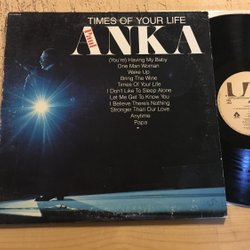 TIMES OF YOUR LIFE
Paul
ANKA
(You're) Having My Baby
One Man Woman
Wake Up
Bring The Wine
Times Of Your Life
I Don't Like To Sleep Alone
Let Me Get To Know You
I Believe There's Nothing
Stronger Than Our Love
Anytime
Papa